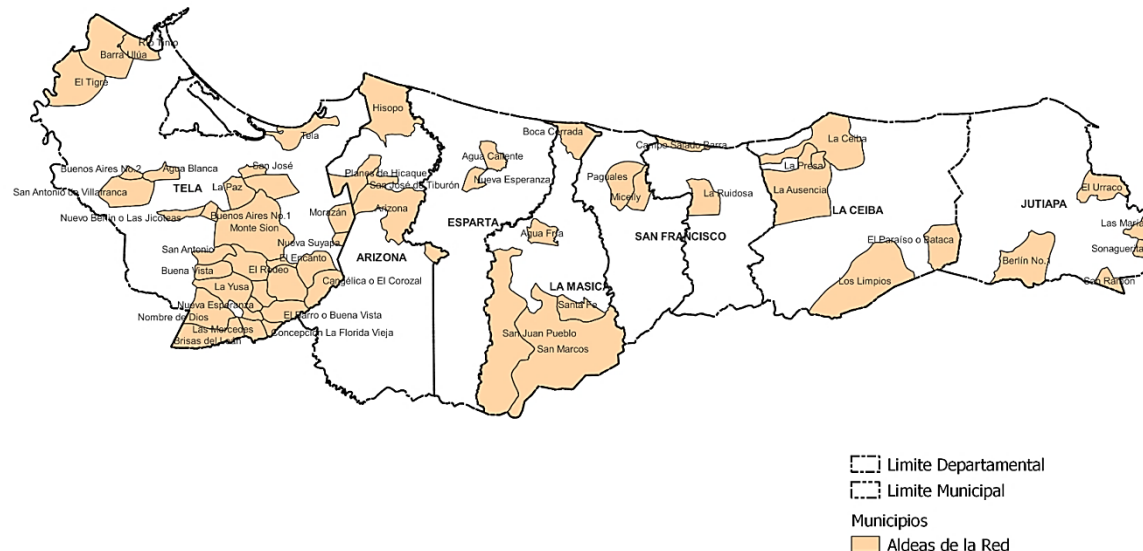 Río Tinto
Barra Ulúa
El Tigre
Hisopo
Tela
Boca Cerrada
Campo Salado Barra
La Ceiba
Agua Caliente
La Presa
Buenos Aires No.2
Agua Blanca
San José
Planes de Hicaque
San José de Tiburón
Nueva Esperanza
Paguales
Micelly
La Ruidosa
La Ausencia
El Urraco
San Antonio de Villafranca
TELA
La Paz
Nuevo Berlín o Las Jicoteas
Buenos Aires No.1
Morazán
Arizona
ESPARTA
LA CEIBA
JUTIAPA
Monte Sion
Agua Fría
SAN FRANCISCO
El Paraíso o Bataca
San Antonio
Nueva Suyapa
El Encanto
ARIZONA
Sonaguera
Buena Vista
El Rodeo
Cangélica o El Corozal
Berlín No.1
La Yusa
LA MASICA
Los Limpios
San Ramón
Nueva Esperanza
Santa Fe
Nombre de Dios
Las Mercedes
Concepción La Florida Vieja
San Juan Pueblo
Brisas del Leán
San Marcos
Limite Departamental
Limite Municipal
Municipios
Aldeas de la Red